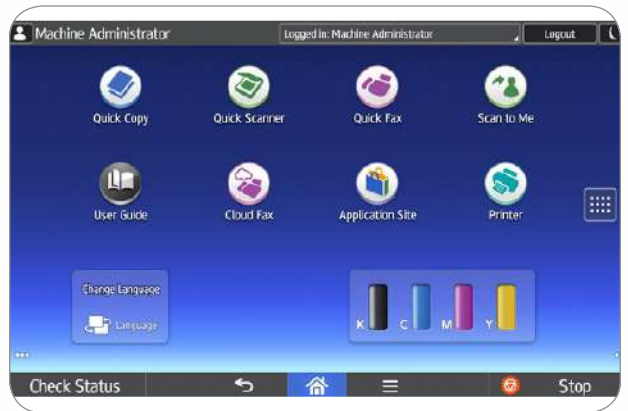 Machine Administrator
Logged in: Machine Administrator
Logout
Quick Copy
Quick Scanner
Quick Fax
Scan to Me
User Guide
Cloud Fax
Application Site
Printer
Change Language
Language
K
C
M
Y
Check Status
Stop